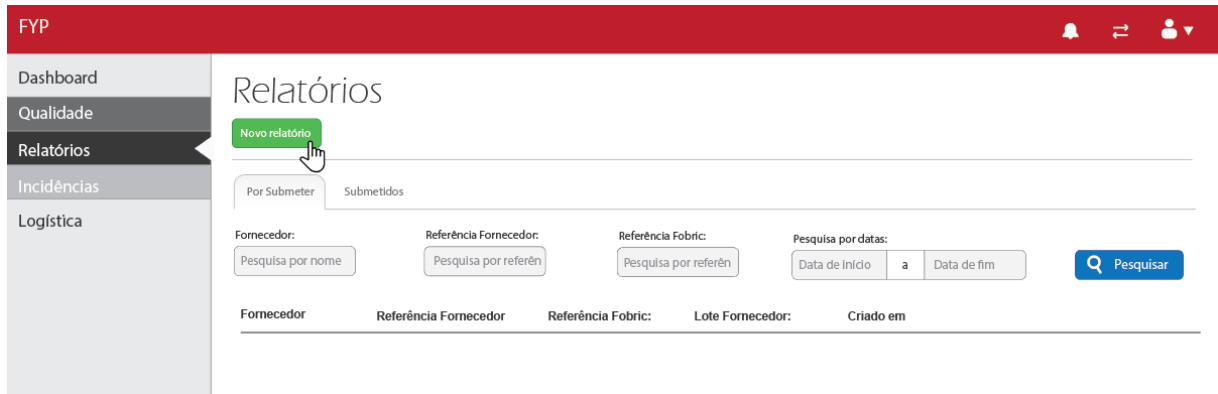 FYP
Dashboard
Qualidade
Relatórios
Incidências
Logística
Relatórios
Novo relatório
Por Submeter Submetidos
Fornecedor: Referência Fornecedor: Referência Fobric: Pesquisa por datas:
Pesquisa por nome Pesquisa por referên Pesquisa por referên Data de início a Data de fim Pesquisar
Fornecedor Referência Fornecedor Referência Fobric: Lote Fornecedor: Criado em